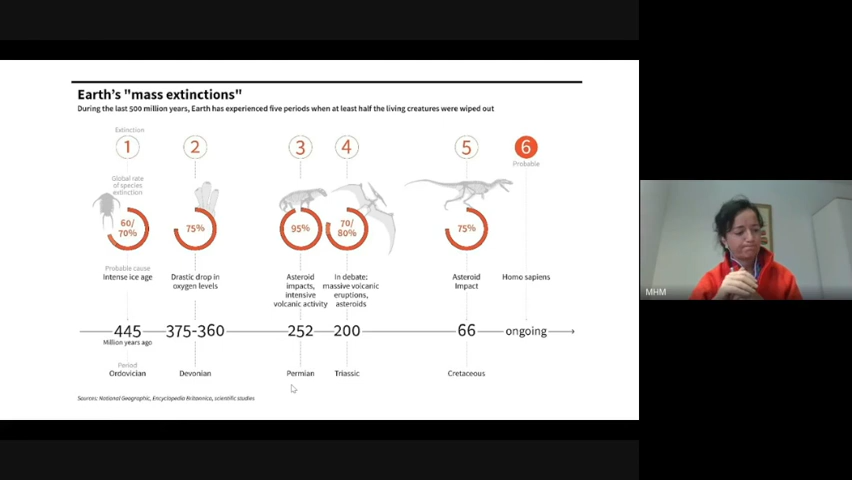 Earth's "mass extinctions"
During the last 500 million years, Earth has experienced five periods when at least half the living creatures were wiped out
Extinction
1 2 3 4 5 6
Probable
Global rate
of species
extinction
60/
70%
75%
95%
70/
80%
75%
Probable cause
Intense ice age
Drastic drop in
oxygen levels
Asteroid
impacts,
intensive
volcanic activity
In debate:
massive volcanic
eruptions,
asteroids
Asteroid
Impact
Homo sapiens
445 375-360 252 200 66 ongoing
Million years ago
Period
Ordovician Devonian Permian Triassic Cretaceous
Sources: National Geographic, Encyclopedia Britannica, scientific studies
MHM